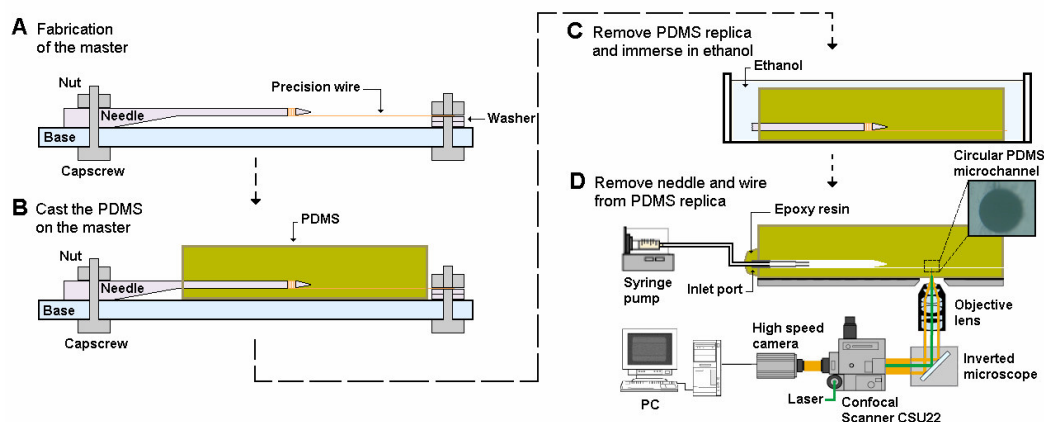 A Fabrication
of the master
Nut
Precision wire
Needle
Washer
Base
Capscrew
B Cast the PDMS
on the master
PDMS
Nut
Needle
Base
Capscrew
C Remove PDMS replica
and immerse in ethanol
Ethanol
D Remove neddle and wire
from PDMS replica
Circular PDMS
microchannel
Epoxy resin
Syringe
pump
Inlet port
Objective
lens
High speed
camera
Inverted
microscope
PC
Laser
Confocal
Scanner CSU22